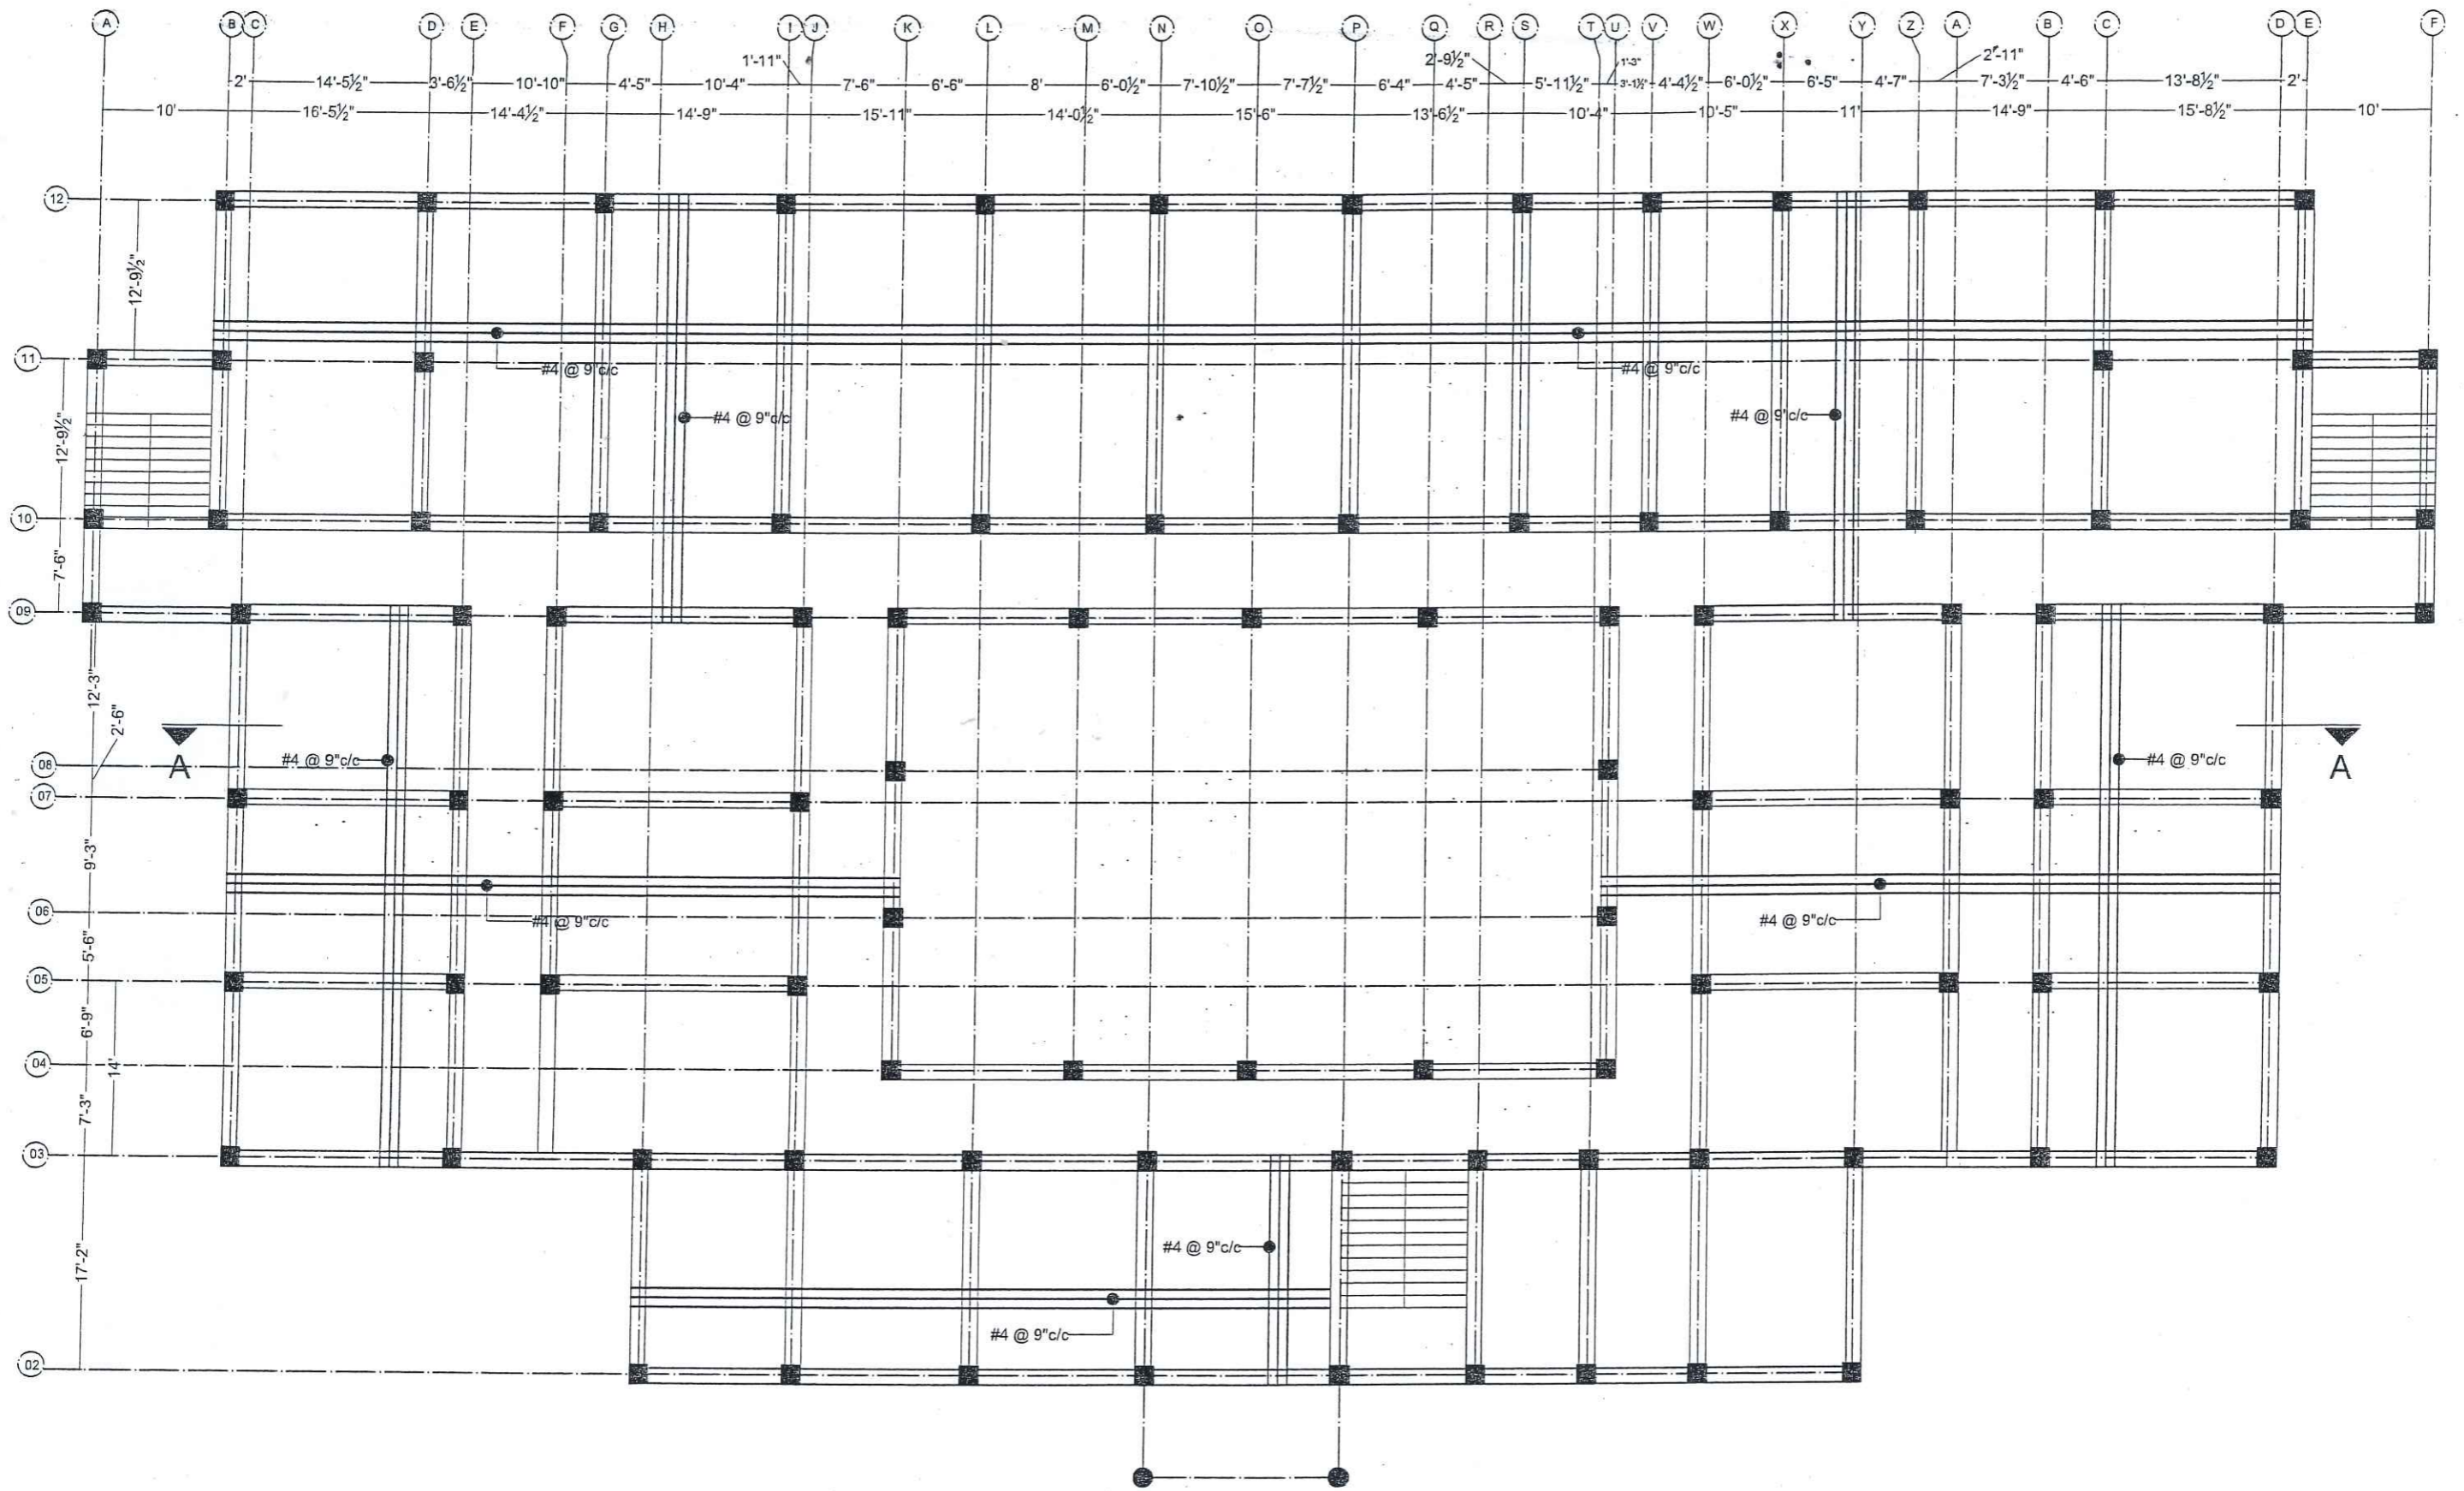 A B C D E F G H I J K L M N O P Q R S T U V W X Y Z A B C D E F
1'-11" 2'-9½" 1'-3" 2'-11"
2' 14'-5½" 3'-6½" 10'-10" 4'-5" 10'-4" 7'-6" 6'-6" 8' 6'-0½" 7'-10½" 7'-7½" 6'-4" 4'-5" 5'-11½" 3'-1½" 4'-4½" 6'-0½" 6'-5" 4'-7" 7'-3½" 4'-6" 13'-8½" 2'
10' 16'-5½" 14'-4½" 14'-9" 15'-11" 14'-0½" 15'-6" 13'-6½" 10'-4" 10'-5" 11' 14'-9" 15'-8½" 10'
12
12'-9½"
11
#4 @ 9"c/c #4 @ 9"c/c
12'-9½" #4 @ 9"c/c #4 @ 9"c/c
10
7'-6"
09
12'-3"
2'-6"
A A
08 #4 @ 9"c/c #4 @ 9"c/c
07
9'-3"
06 #4 @ 9"c/c #4 @ 9"c/c
5'-6"
05
6'-9"
04 14'
7'-3"
03
17'-2" #4 @ 9"c/c
#4 @ 9"c/c
02